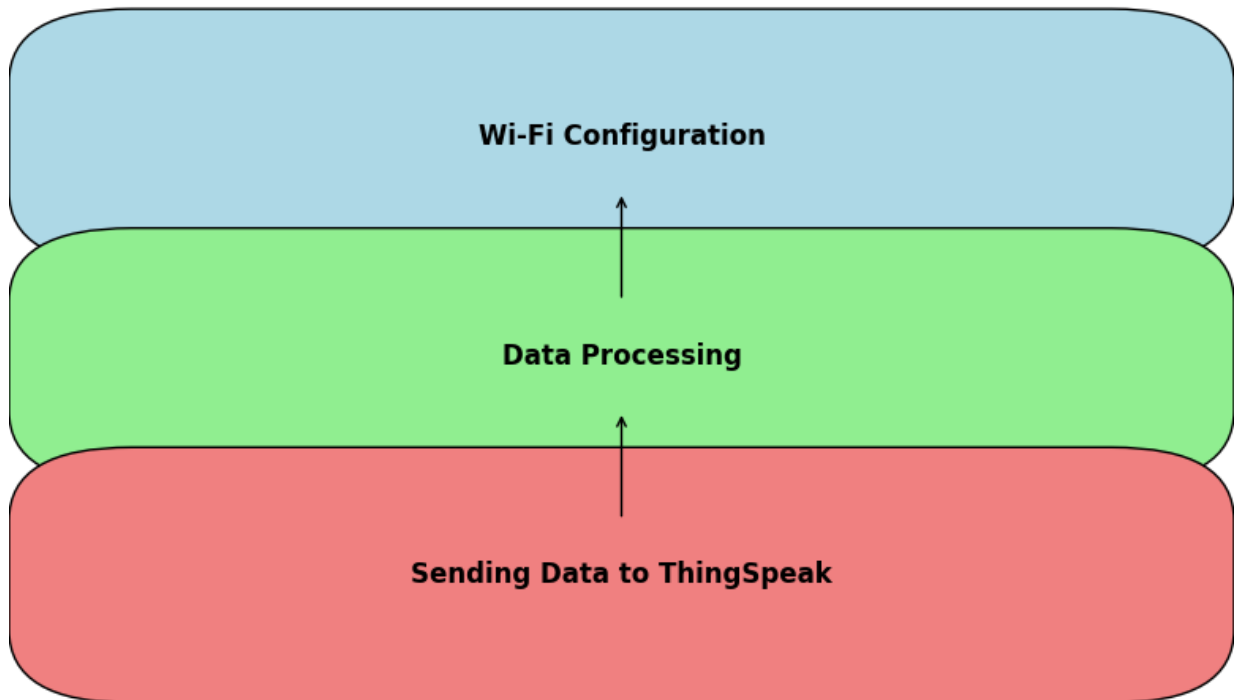 Wi-Fi Configuration
Data Processing
Sending Data to ThingSpeak